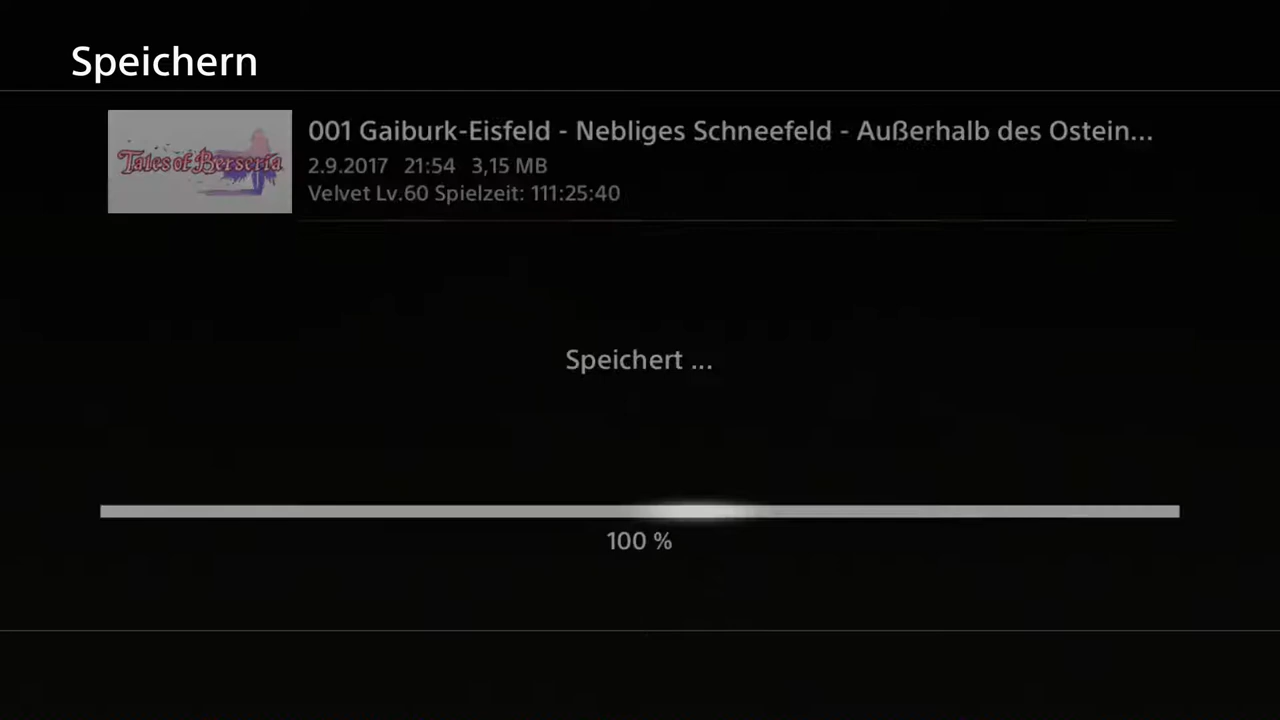 Speichern
Tales of Berseria
001 Gaiburk-Eisfeld - Nebliges Schneefeld - Außerhalb des Ostein...
2.9.2017 21:54 3,15 MB
Velvet Lv.60 Spielzeit: 111:25:40
Speichert ...
100 %